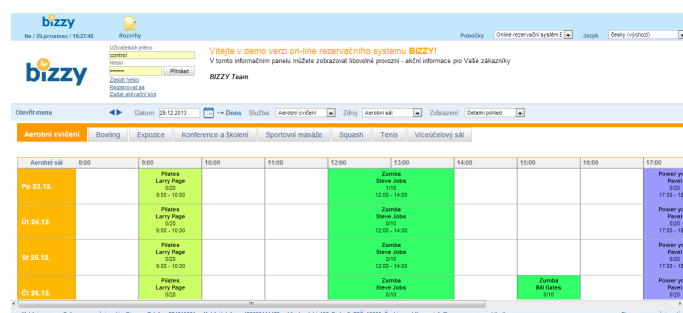 bizzy
Ne / 29.prosinec / 15:27:45
Rozvrhy
Pobočky
Online rezervační systém E
Jazyk
česky (výchozí)
bizzy
Uživatelské jméno
control
Heslo
Přihlásit
Zaslat heslo
Registrovat se
Zadat aktivační kód
Vítejte v demo verzi on-line rezervačního systému BIZZY!
V tomto informačním panelu můžete zobrazovat libovolné provozní - akční informace pro Vaše zákazníky
BIZZY Team
Otevřít menu
Datum 29.12.2013 → Dnes Služba: Aerobní cvičení Zdroj: Aerobní sál Zobrazení Detailní pohled
Aerobní cvičení Bowling Expozice Konference a školení Sportovní masáže Squash Tenis Víceúčelový sál
Aerobní sál 8:00 9:00 10:00 11:00 12:00 13:00 14:00 15:00 16:00 17:00
Po 23.12.
Pilates
Larry Page
0/20
9:00 - 10:00
Zumba
Steve Jobs
1/10
12:00 - 14:00
Power yo
Pavel
0/20
17:00 - 18
Út 24.12.
Pilates
Larry Page
0/20
9:00 - 10:00
Zumba
Steve Jobs
0/10
12:00 - 14:00
Power yo
Pavel
0/20
17:00 - 18
St 25.12.
Pilates
Larry Page
0/20
9:00 - 10:00
Zumba
Steve Jobs
0/10
12:00 - 14:00
Power yo
Pavel
0/20
17:00 - 18
Čt 26.12.
Pilates
Larry Page
0/20
Zumba
Steve Jobs
0/10
Zumba
Bill Gates
0/10
Power yo
Pavel
0/20